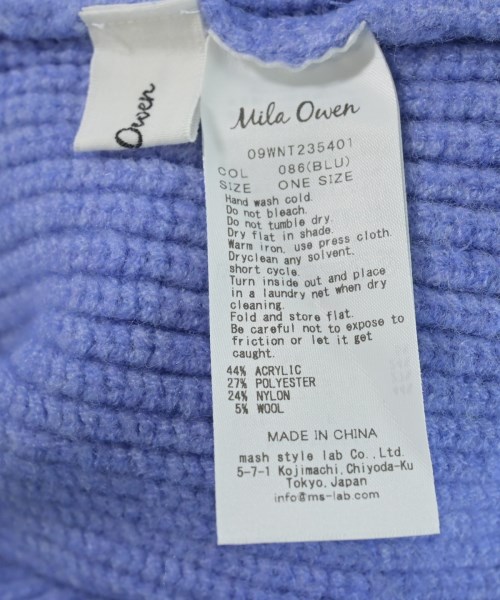 Owen
Mila Owen
09WNT235401
COL 086(BLU)
SIZE ONE SIZE
Hand wash cold.
Do not bleach.
Do not tumble dry.
Dry flat in shade.
Warm iron, use press cloth.
Dryclean any solvent.
short cycle.
Turn inside out and place
in a laundry net when dry
cleaning.
Fold and store flat.
Be careful not to expose to
friction or let it get
caught.
44% ACRYLIC
27% POLYESTER
24% NYLON
5% WOOL
MADE IN CHINA
mash style lab Co.,Ltd.
5-7-1 Kojimachi,Chiyoda-Ku
Tokyo,Japan
info@ms-lab.com